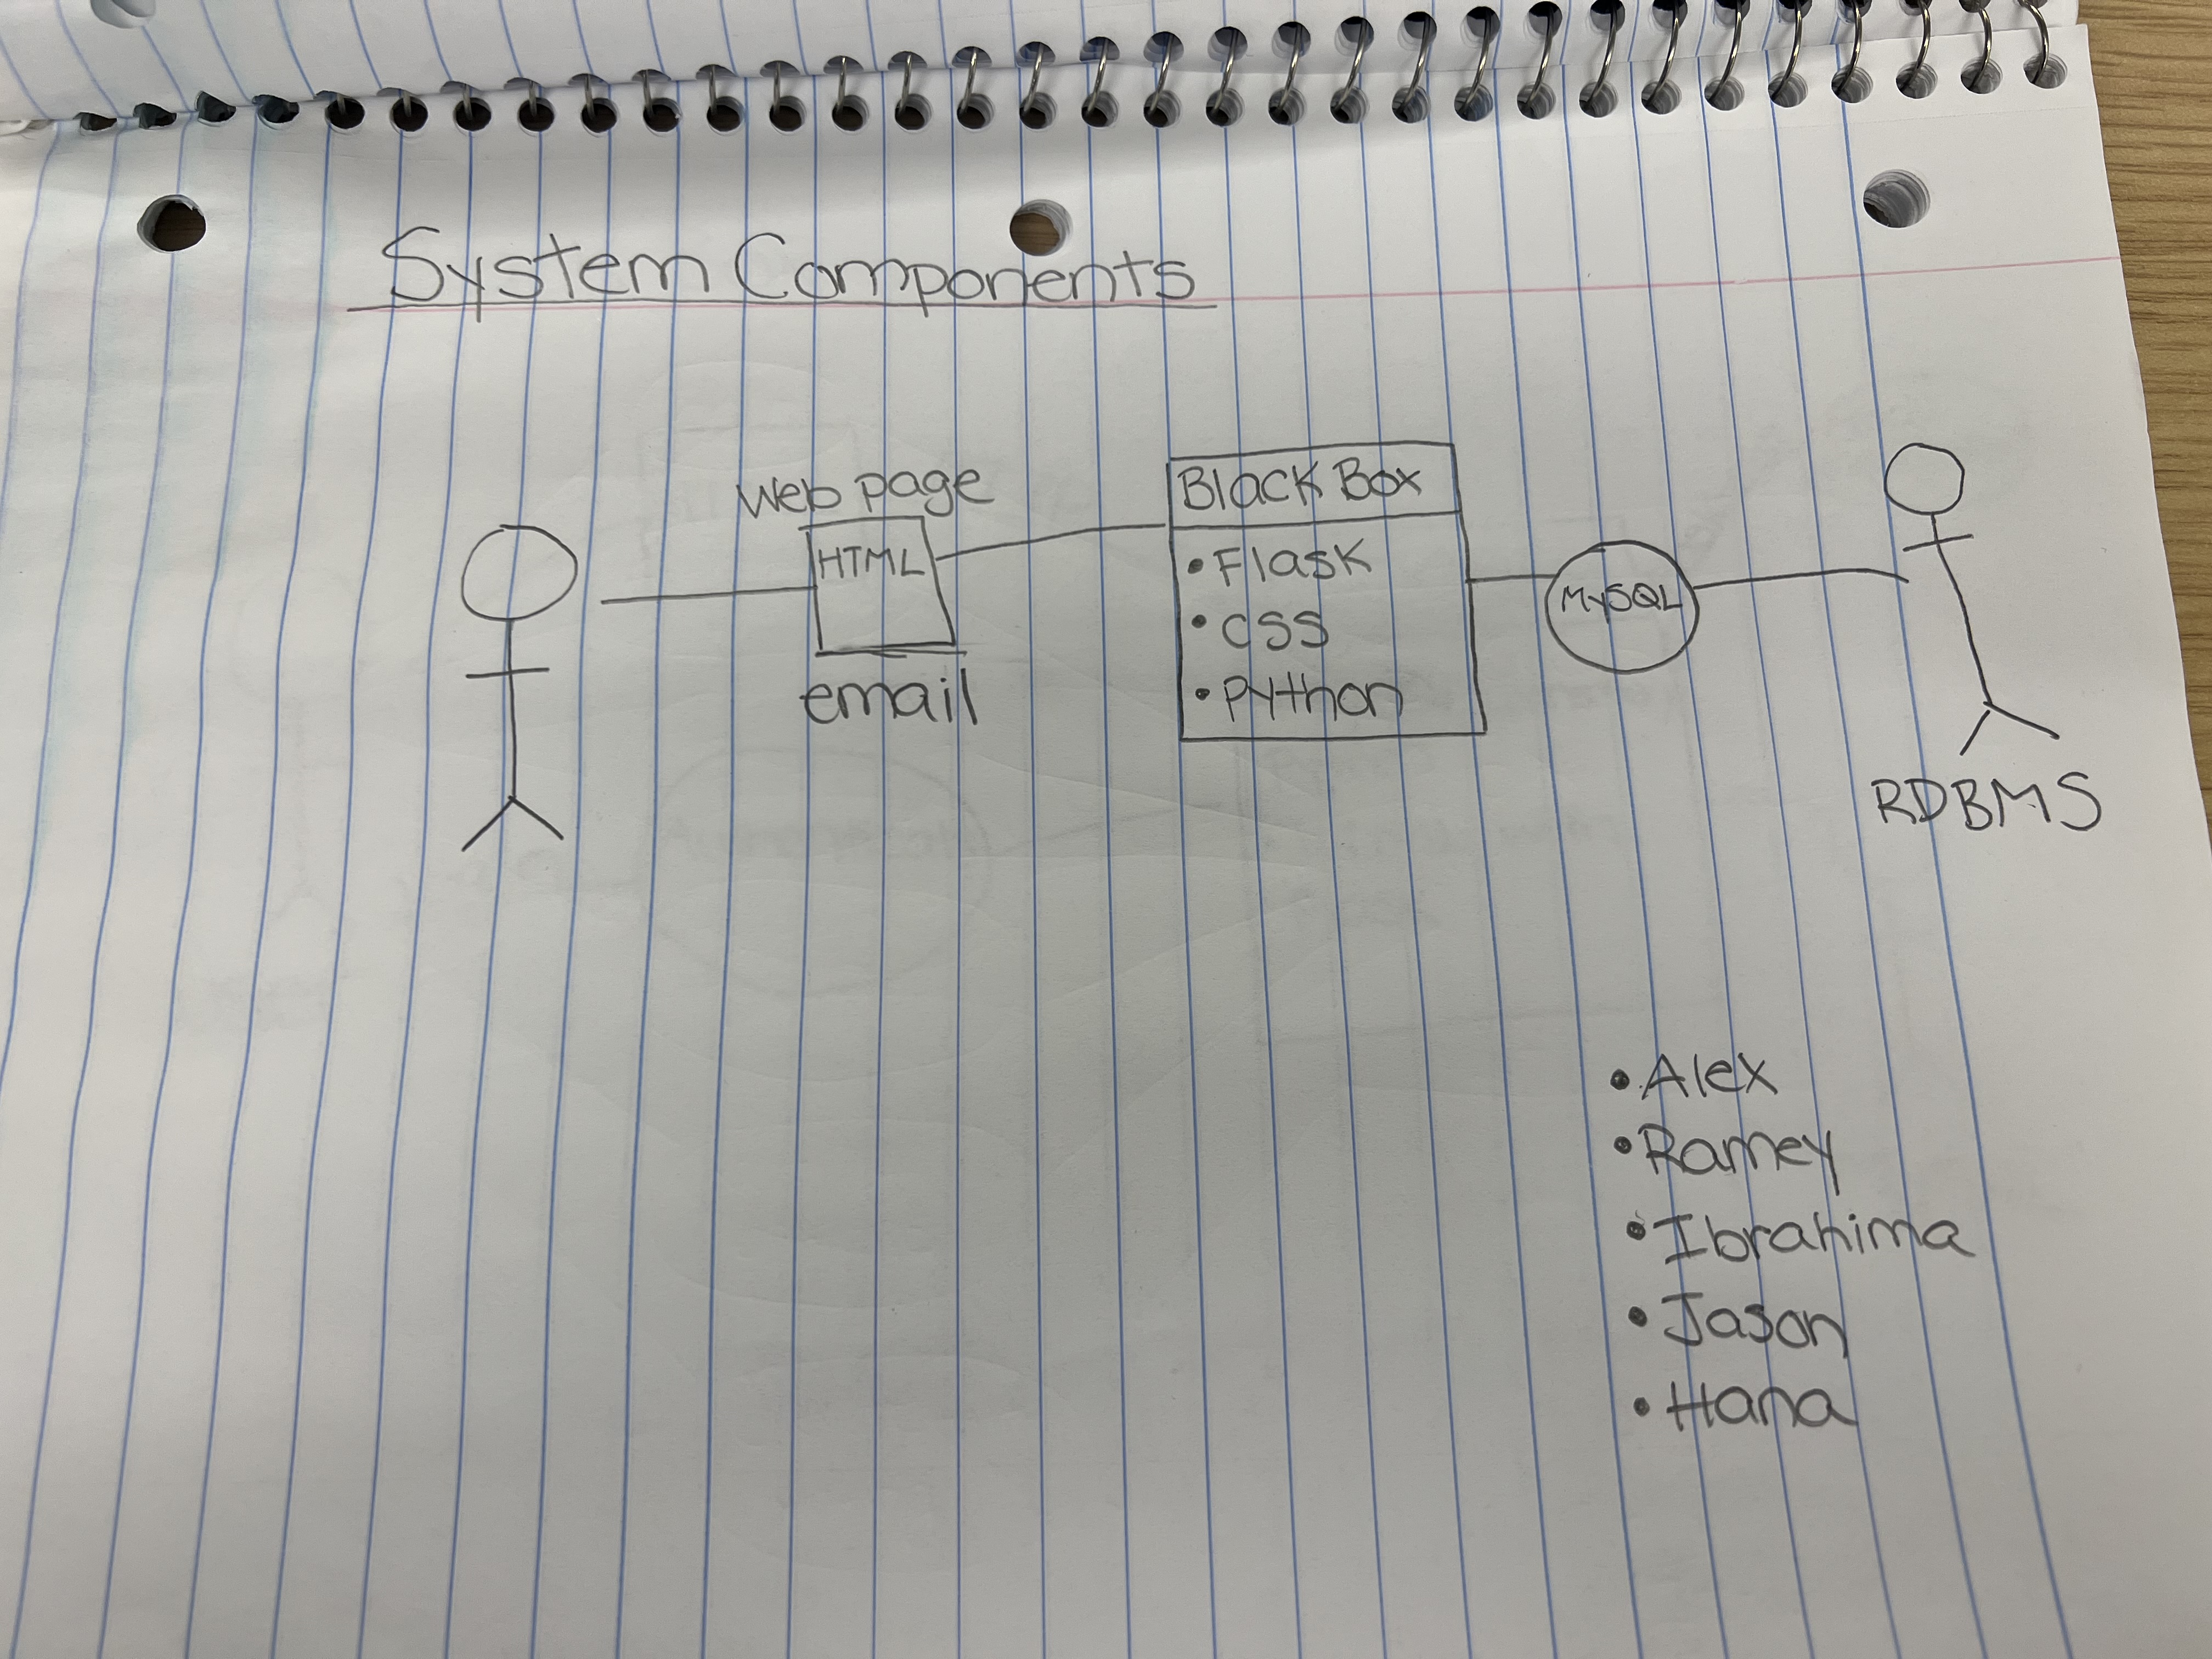 System Components
Web page
HTML
email
Black Box
• Flask
• CSS
• Python
MySQL
RDBMS
• Alex
• Ramey
• Ibrahima
• Jason
• Hana